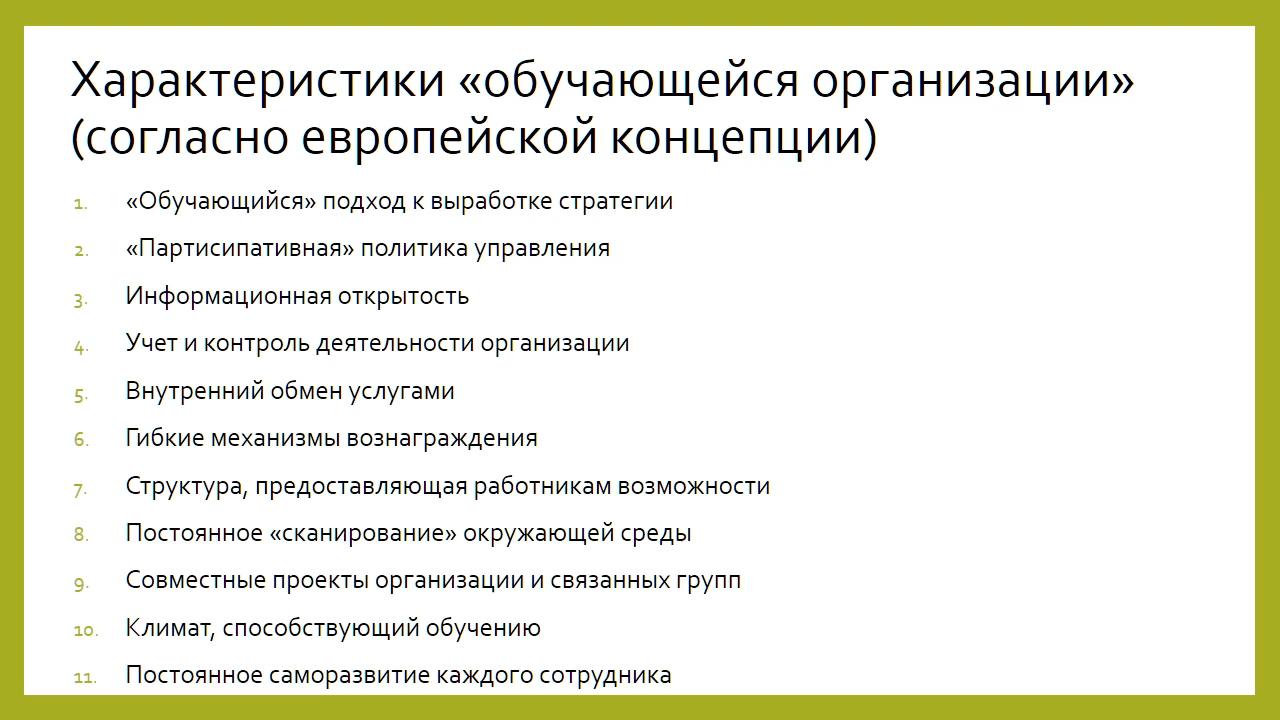 Характеристики «обучающейся организации»
(согласно европейской концепции)
1. «Обучающийся» подход к выработке стратегии
2. «Партисипативная» политика управления
3. Информационная открытость
4. Учет и контроль деятельности организации
5. Внутренний обмен услугами
6. Гибкие механизмы вознаграждения
7. Структура, предоставляющая работникам возможности
8. Постоянное «сканирование» окружающей среды
9. Совместные проекты организации и связанных групп
10. Климат, способствующий обучению
11. Постоянное саморазвитие каждого сотрудника